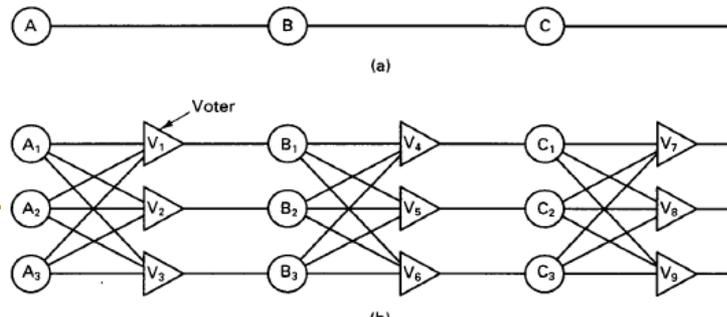 A B C
(a)
Voter
A1 V1 B1 V4 C1 V7
A2 V2 B2 V5 C2 V8
A3 V3 B3 V6 C3 V9
(b)